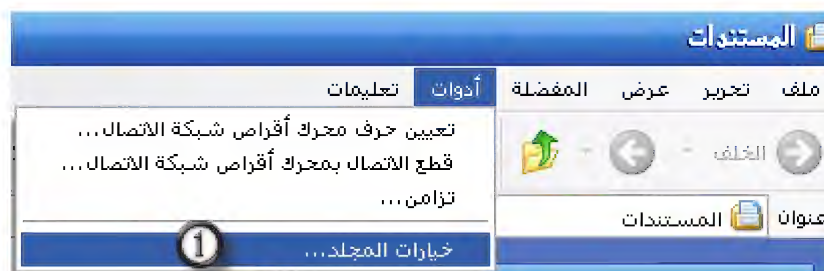 المستندات
ملف تحرير عرض المفضلة أدوات تعليمات
تعيين حرف محرك أقراص شبكة الاتصال...
الخلف
قطع الاتصال بمحرك أقراص شبكة الاتصال...
تزامن...
عنوان المستندات
خيارات المجلد... 1